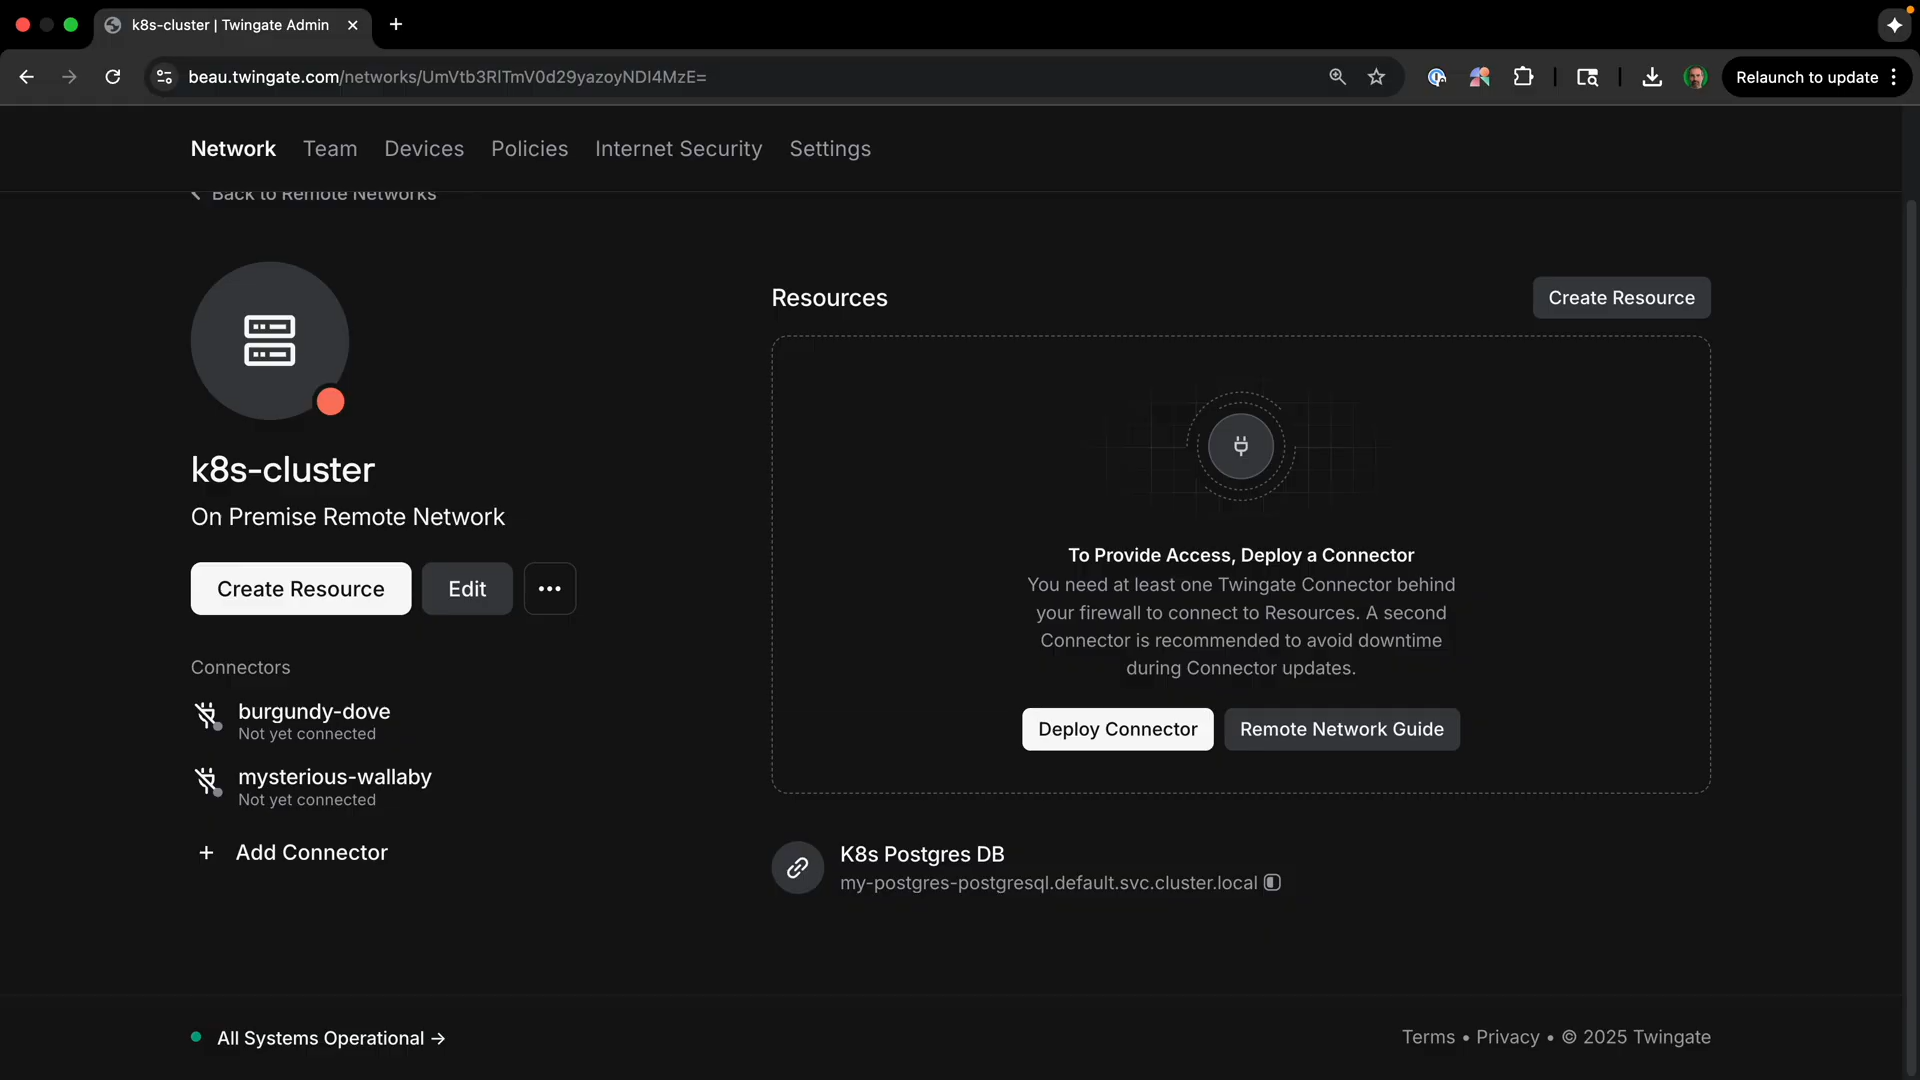 k8s-cluster | Twingate Admin
beau.twingate.com/networks/UmVtb3RlTmV0d29yazoyNDI4MzE=
Relaunch to update
Network Team Devices Policies Internet Security Settings
Back to Remote Networks
k8s-cluster
On Premise Remote Network
Create Resource Edit
Connectors
burgundy-dove
Not yet connected
mysterious-wallaby
Not yet connected
+ Add Connector
Resources
Create Resource
To Provide Access, Deploy a Connector
You need at least one Twingate Connector behind
your firewall to connect to Resources. A second
Connector is recommended to avoid downtime
during Connector updates.
Deploy Connector Remote Network Guide
K8s Postgres DB
my-postgres-postgresql.default.svc.cluster.local
All Systems Operational →
Terms • Privacy • © 2025 Twingate